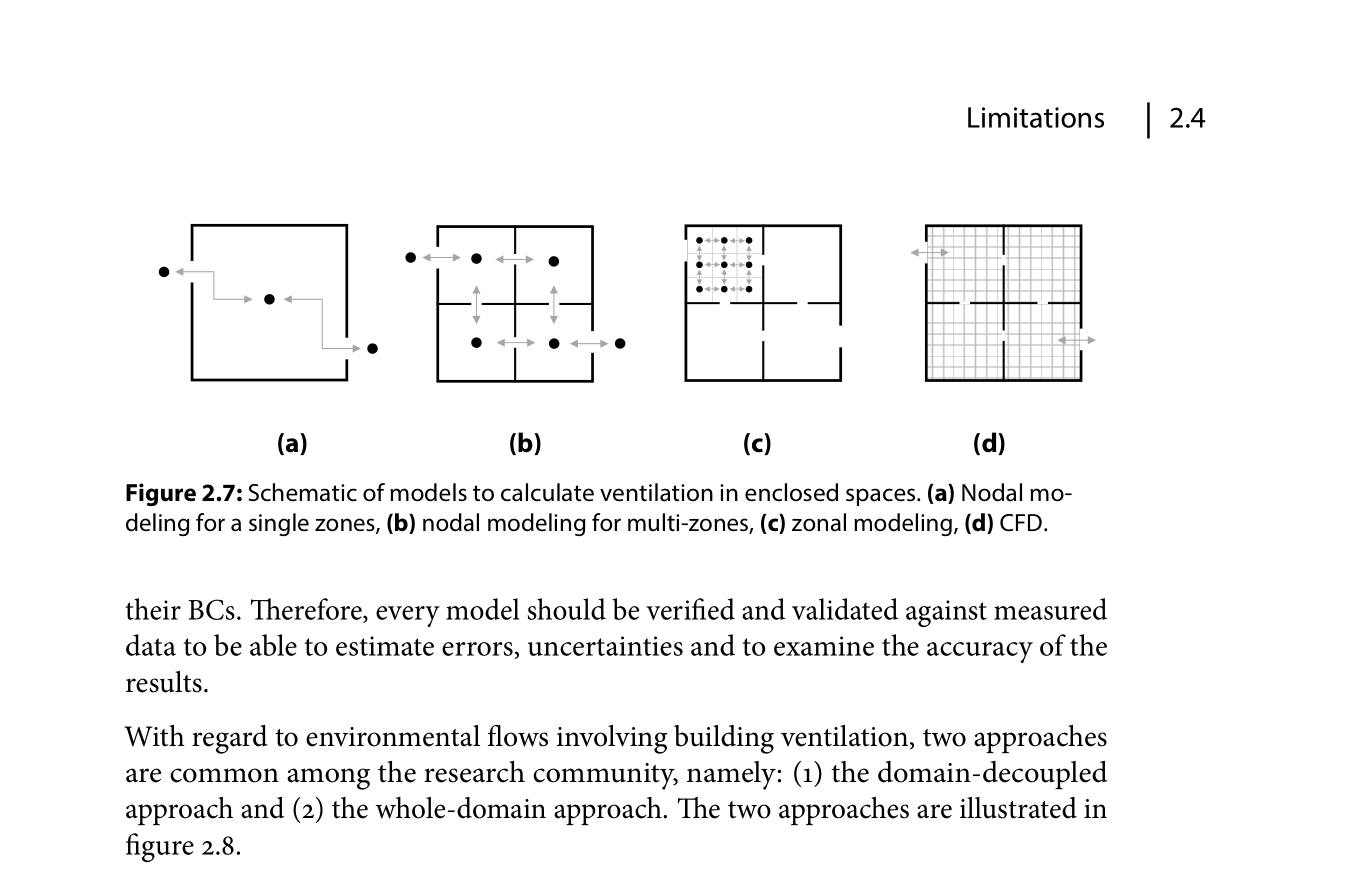 Limitations | 2.4
(a) (b) (c) (d)
Figure 2.7: Schematic of models to calculate ventilation in enclosed spaces. (a) Nodal mo-
deling for a single zones, (b) nodal modeling for multi-zones, (c) zonal modeling, (d) CFD.
their BCs. Therefore, every model should be verified and validated against measured
data to be able to estimate errors, uncertainties and to examine the accuracy of the
results.
With regard to environmental flows involving building ventilation, two approaches
are common among the research community, namely: (1) the domain-decoupled
approach and (2) the whole-domain approach. The two approaches are illustrated in
figure 2.8.